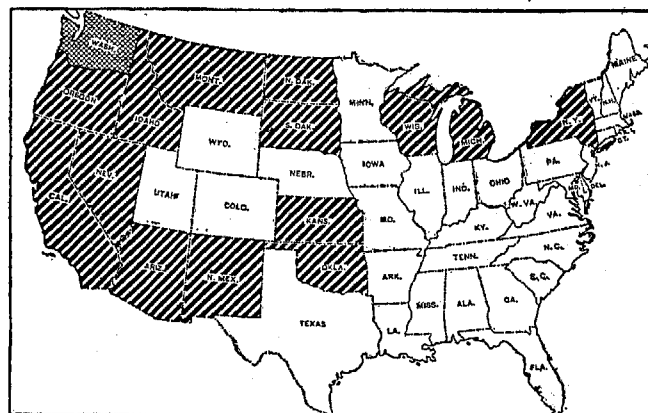 WASH.
MONT.
N. DAK.
MINN.
MAINE
VT.
N.H.
MASS.
OREGON
IDAHO
S. DAK.
WIS.
MICH.
N.Y.
WYO.
IOWA
PA.
NEV.
UTAH
NEBR.
ILL.
IND.
OHIO
DEL.
CAL.
COLO.
KANS.
MO.
KY.
W. VA.
VA.
ARIZ.
N. MEX.
OKLA.
ARK.
TENN.
N.C.
S.C.
TEXAS
LA.
MISS.
ALA.
GA.
FLA.